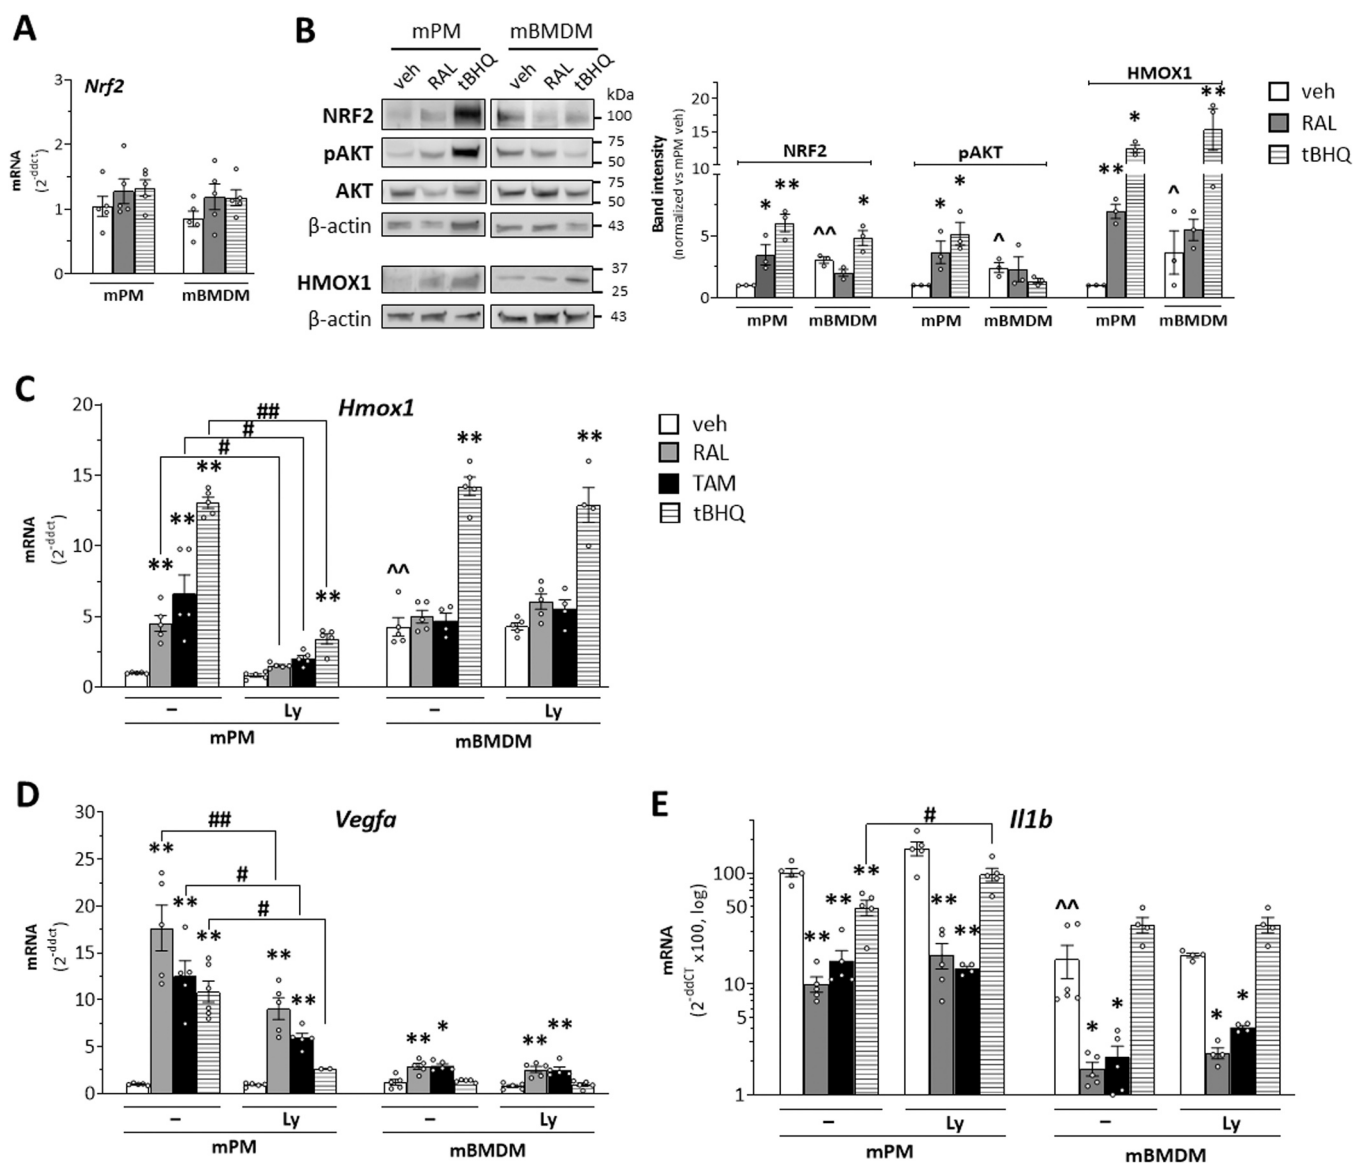 A
Nrf2
mRNA
(2^-ddct)
3
2
1
0
mPM
mBMDM
B
mPM
mBMDM
veh
RAL
tBHQ
veh
RAL
tBHQ
kDa
NRF2
100
pAKT
75
50
AKT
75
50
β-actin
43
HMOX1
37
25
β-actin
43
Band intensity
(normalized vs mPM veh)
20
15
10
10
5
0
NRF2
pAKT
HMOX1
* ** ^^ *
* * ^
** * ^ **
mPM
mBMDM
mPM
mBMDM
mPM
mBMDM
veh
RAL
tBHQ
C
Hmox1
mRNA
(2^-ddct)
20
15
10
5
0
##
#
#
** ** ** **
^^ ** **
–
Ly
–
Ly
mPM
mBMDM
veh
RAL
TAM
tBHQ
D
Vegfa
mRNA
(2^-ddct)
30
25
20
15
10
5
0
##
#
#
** ** ** ** **
** * ** **
–
Ly
–
Ly
mPM
mBMDM
E
Il1b
mRNA
(2^-ddCT x100, log)
100
50
10
5
1
#
** ** ** ** **
^^ * * * *
–
Ly
–
Ly
mPM
mBMDM